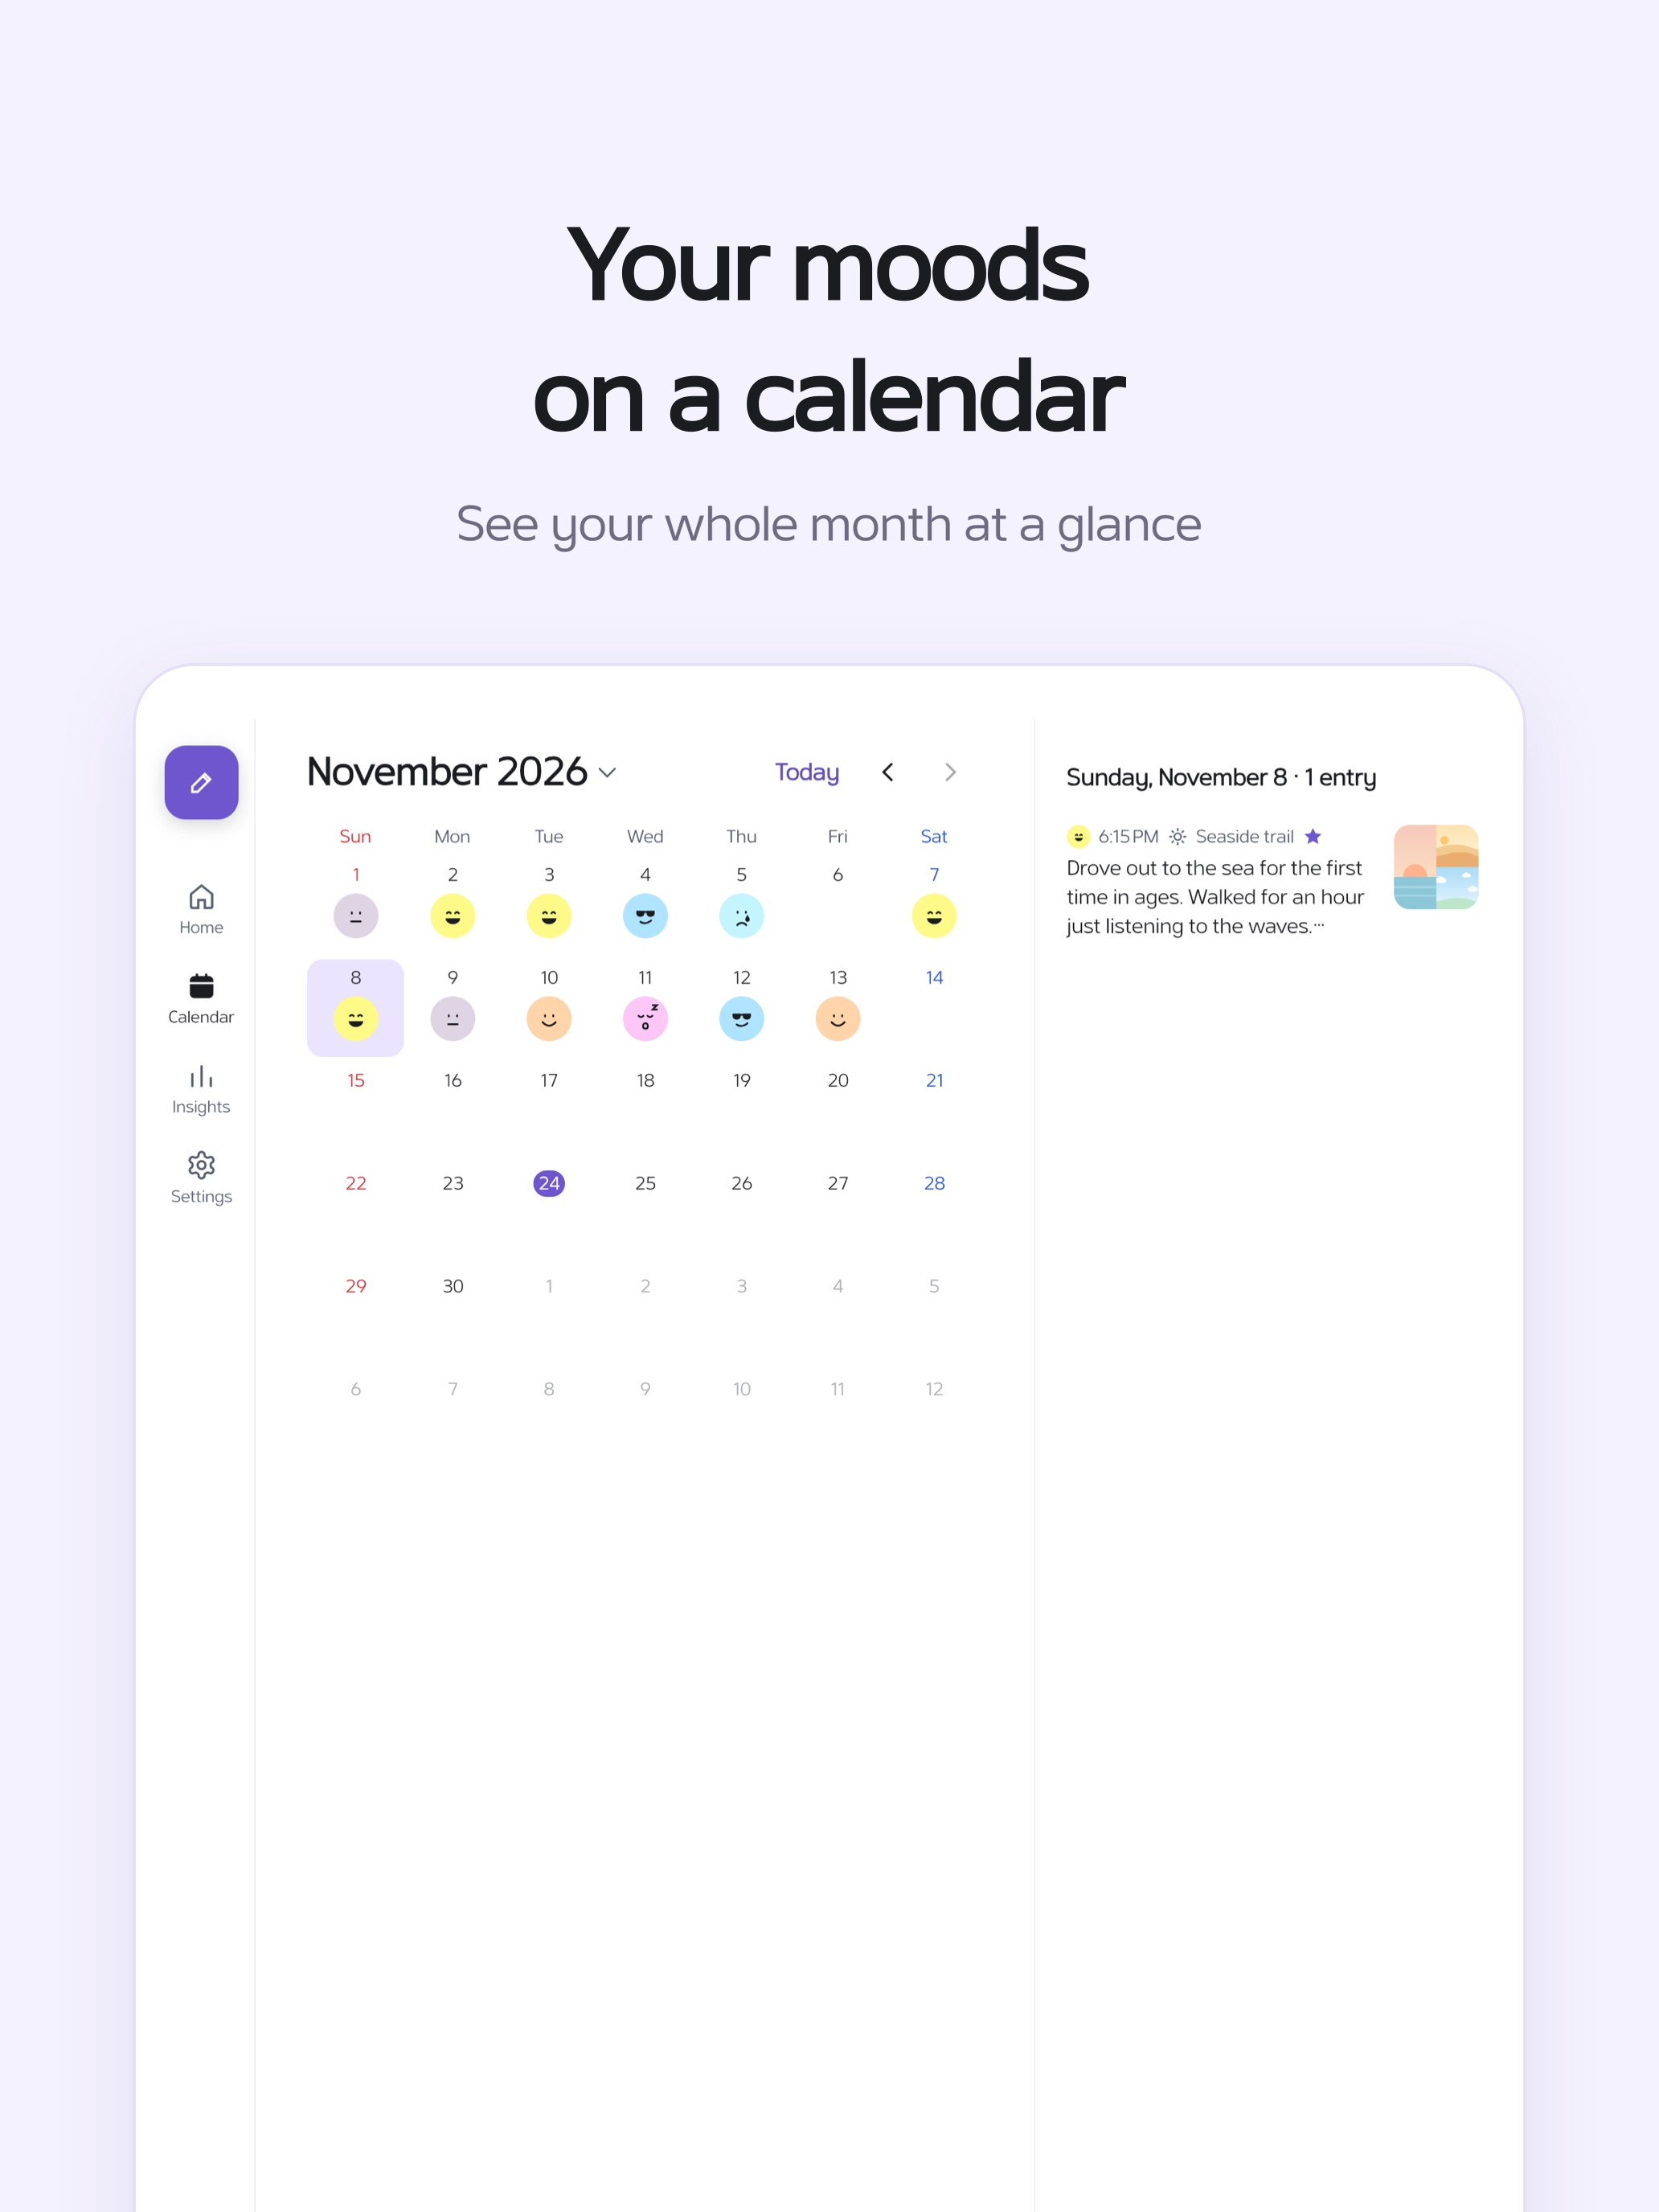 Your moods
on a calendar
See your whole month at a glance
November 2026
Today
Sun Mon Tue Wed Thu Fri Sat
1 2 3 4 5 6 7
8 9 10 11 12 13 14
15 16 17 18 19 20 21
22 23 24 25 26 27 28
29 30 1 2 3 4 5
6 7 8 9 10 11 12
Home
Calendar
Insights
Settings
Sunday, November 8 · 1 entry
6:15 PM Seaside trail
Drove out to the sea for the first
time in ages. Walked for an hour
just listening to the waves.…